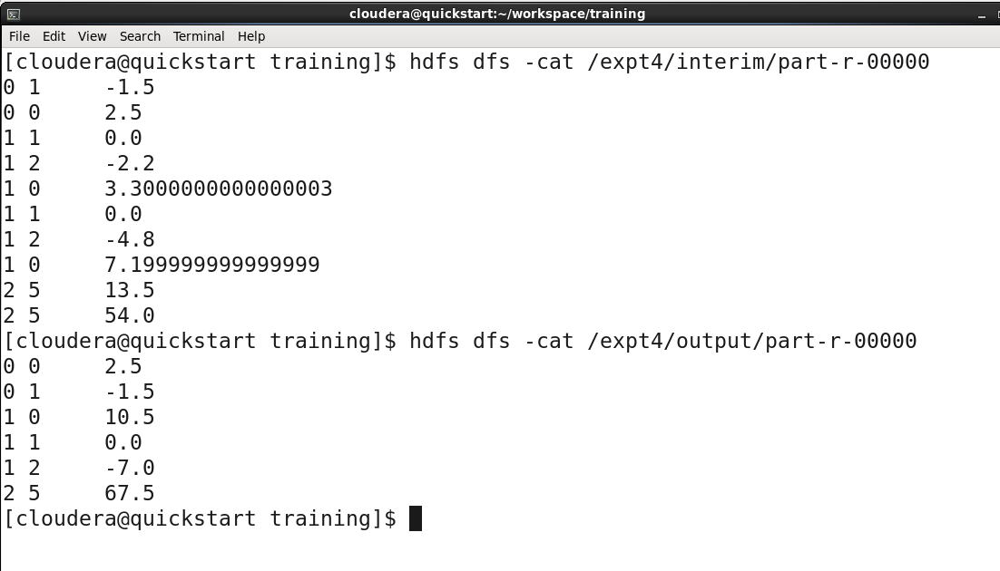 cloudera@quickstart:~/workspace/training
File Edit View Search Terminal Help
[cloudera@quickstart training]$ hdfs dfs -cat /expt4/interim/part-r-00000
0 1	-1.5
0 0	2.5
1 1	0.0
1 2	-2.2
1 0	3.3000000000000003
1 1	0.0
1 2	-4.8
1 0	7.199999999999999
2 5	13.5
2 5	54.0
[cloudera@quickstart training]$ hdfs dfs -cat /expt4/output/part-r-00000
0 0	2.5
0 1	-1.5
1 0	10.5
1 1	0.0
1 2	-7.0
2 5	67.5
[cloudera@quickstart training]$